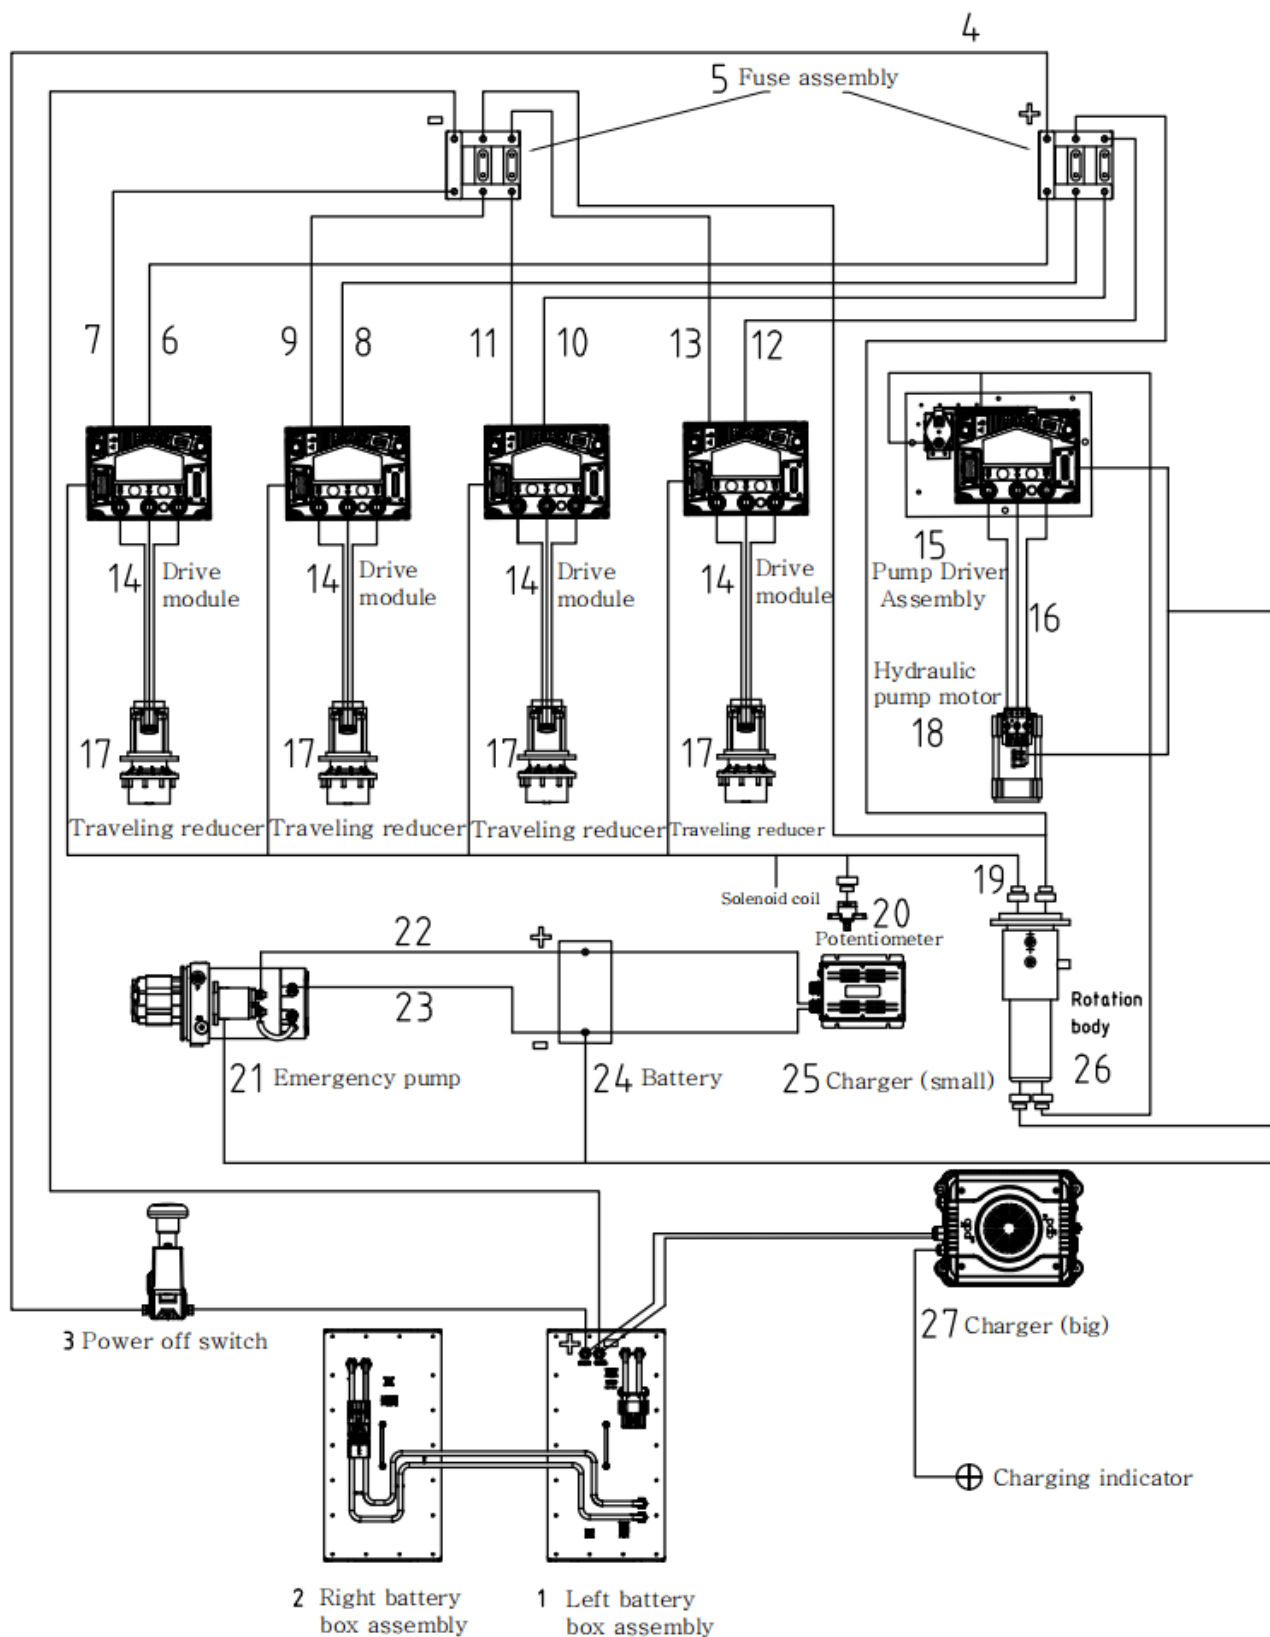 4
5 Fuse assembly
- +
7 6 9 8 11 10 13 12
14 Drive
module
14 Drive
module
14 Drive
module
14 Drive
module
15
Pump Driver
Assembly
16
Hydraulic
pump motor
18
17 17 17 17
Traveling reducer Traveling reducer Traveling reducer Traveling reducer
Solenoid coil
19
20
Potentiometer
22
+
23
-
21 Emergency pump
24 Battery
25 Charger (small)
Rotation
body
26
3 Power off switch
+ -
27 Charger (big)
Charging indicator
2 Right battery
box assembly
1 Left battery
box assembly